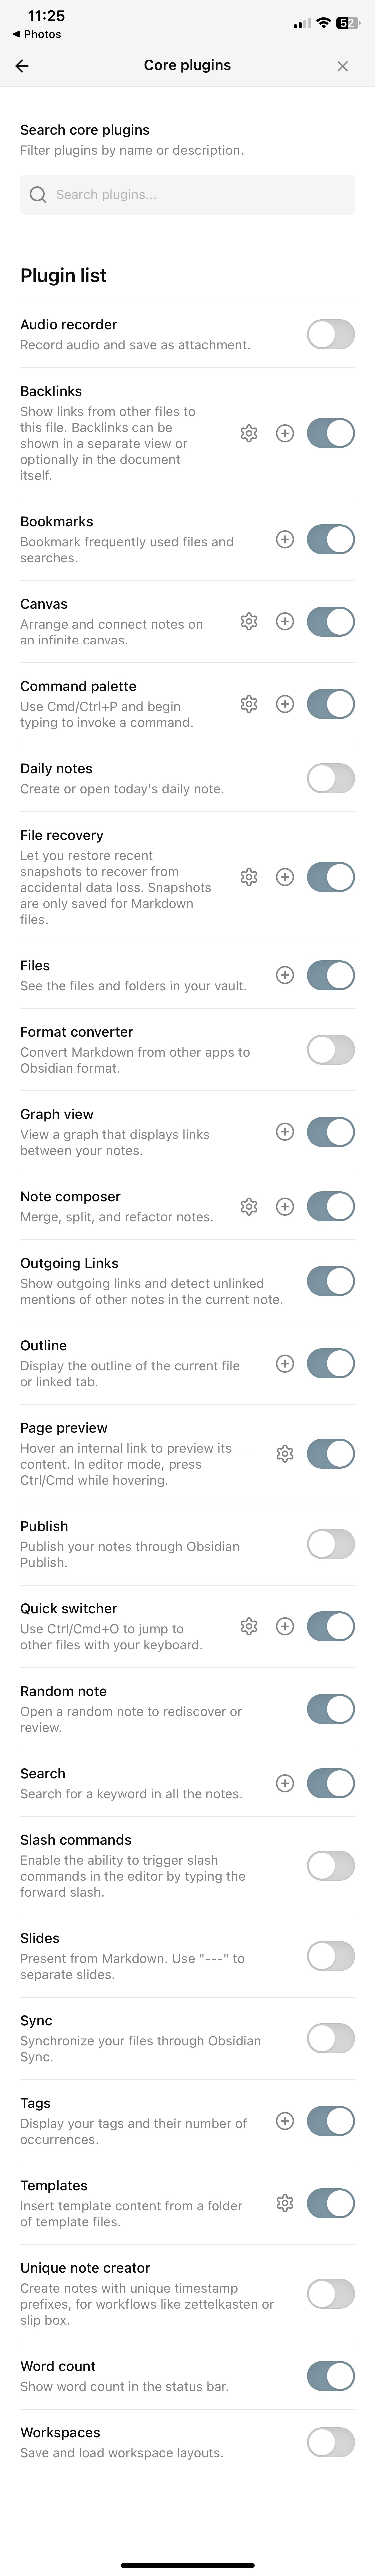 11:25
52
◀ Photos
Core plugins
Search core plugins
Filter plugins by name or description.
Search plugins...
Plugin list
Audio recorder
Record audio and save as attachment.
Backlinks
Show links from other files to
this file. Backlinks can be
shown in a separate view or
optionally in the document
itself.
Bookmarks
Bookmark frequently used files and
searches.
Canvas
Arrange and connect notes on
an infinite canvas.
Command palette
Use Cmd/Ctrl+P and begin
typing to invoke a command.
Daily notes
Create or open today's daily note.
File recovery
Let you restore recent
snapshots to recover from
accidental data loss. Snapshots
are only saved for Markdown
files.
Files
See the files and folders in your vault.
Format converter
Convert Markdown from other apps to
Obsidian format.
Graph view
View a graph that displays links
between your notes.
Note composer
Merge, split, and refactor notes.
Outgoing Links
Show outgoing links and detect unlinked
mentions of other notes in the current note.
Outline
Display the outline of the current file
or linked tab.
Page preview
Hover an internal link to preview its
content. In editor mode, press
Ctrl/Cmd while hovering.
Publish
Publish your notes through Obsidian
Publish.
Quick switcher
Use Ctrl/Cmd+O to jump to
other files with your keyboard.
Random note
Open a random note to rediscover or
review.
Search
Search for a keyword in all the notes.
Slash commands
Enable the ability to trigger slash
commands in the editor by typing the
forward slash.
Slides
Present from Markdown. Use "---" to
separate slides.
Sync
Synchronize your files through Obsidian
Sync.
Tags
Display your tags and their number of
occurrences.
Templates
Insert template content from a folder
of template files.
Unique note creator
Create notes with unique timestamp
prefixes, for workflows like zettelkasten or
slip box.
Word count
Show word count in the status bar.
Workspaces
Save and load workspace layouts.